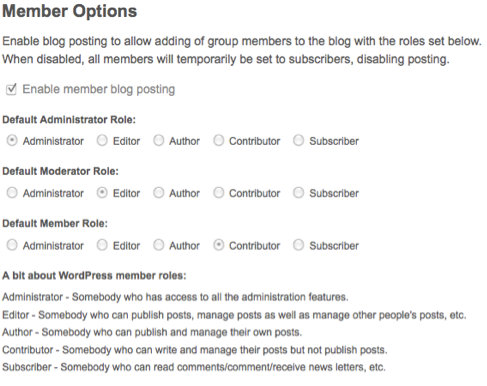 Member Options
Enable blog posting to allow adding of group members to the blog with the roles set below.
When disabled, all members will temporarily be set to subscribers, disabling posting.
Enable member blog posting
Default Administrator Role:
Administrator Editor Author Contributor Subscriber
Default Moderator Role:
Administrator Editor Author Contributor Subscriber
Default Member Role:
Administrator Editor Author Contributor Subscriber
A bit about WordPress member roles:
Administrator - Somebody who has access to all the administration features.
Editor - Somebody who can publish posts, manage posts as well as manage other people's posts, etc.
Author - Somebody who can publish and manage their own posts.
Contributor - Somebody who can write and manage their posts but not publish posts.
Subscriber - Somebody who can read comments/comment/receive news letters, etc.